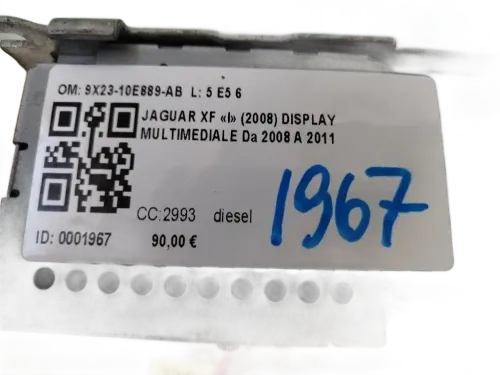 OM: 9X23-10E889-AB L: 5 E5 6
JAGUAR XF «I» (2008) DISPLAY
MULTIMEDIALE Da 2008 A 2011
CC:2993 diesel
1967
ID: 0001967 90,00 €